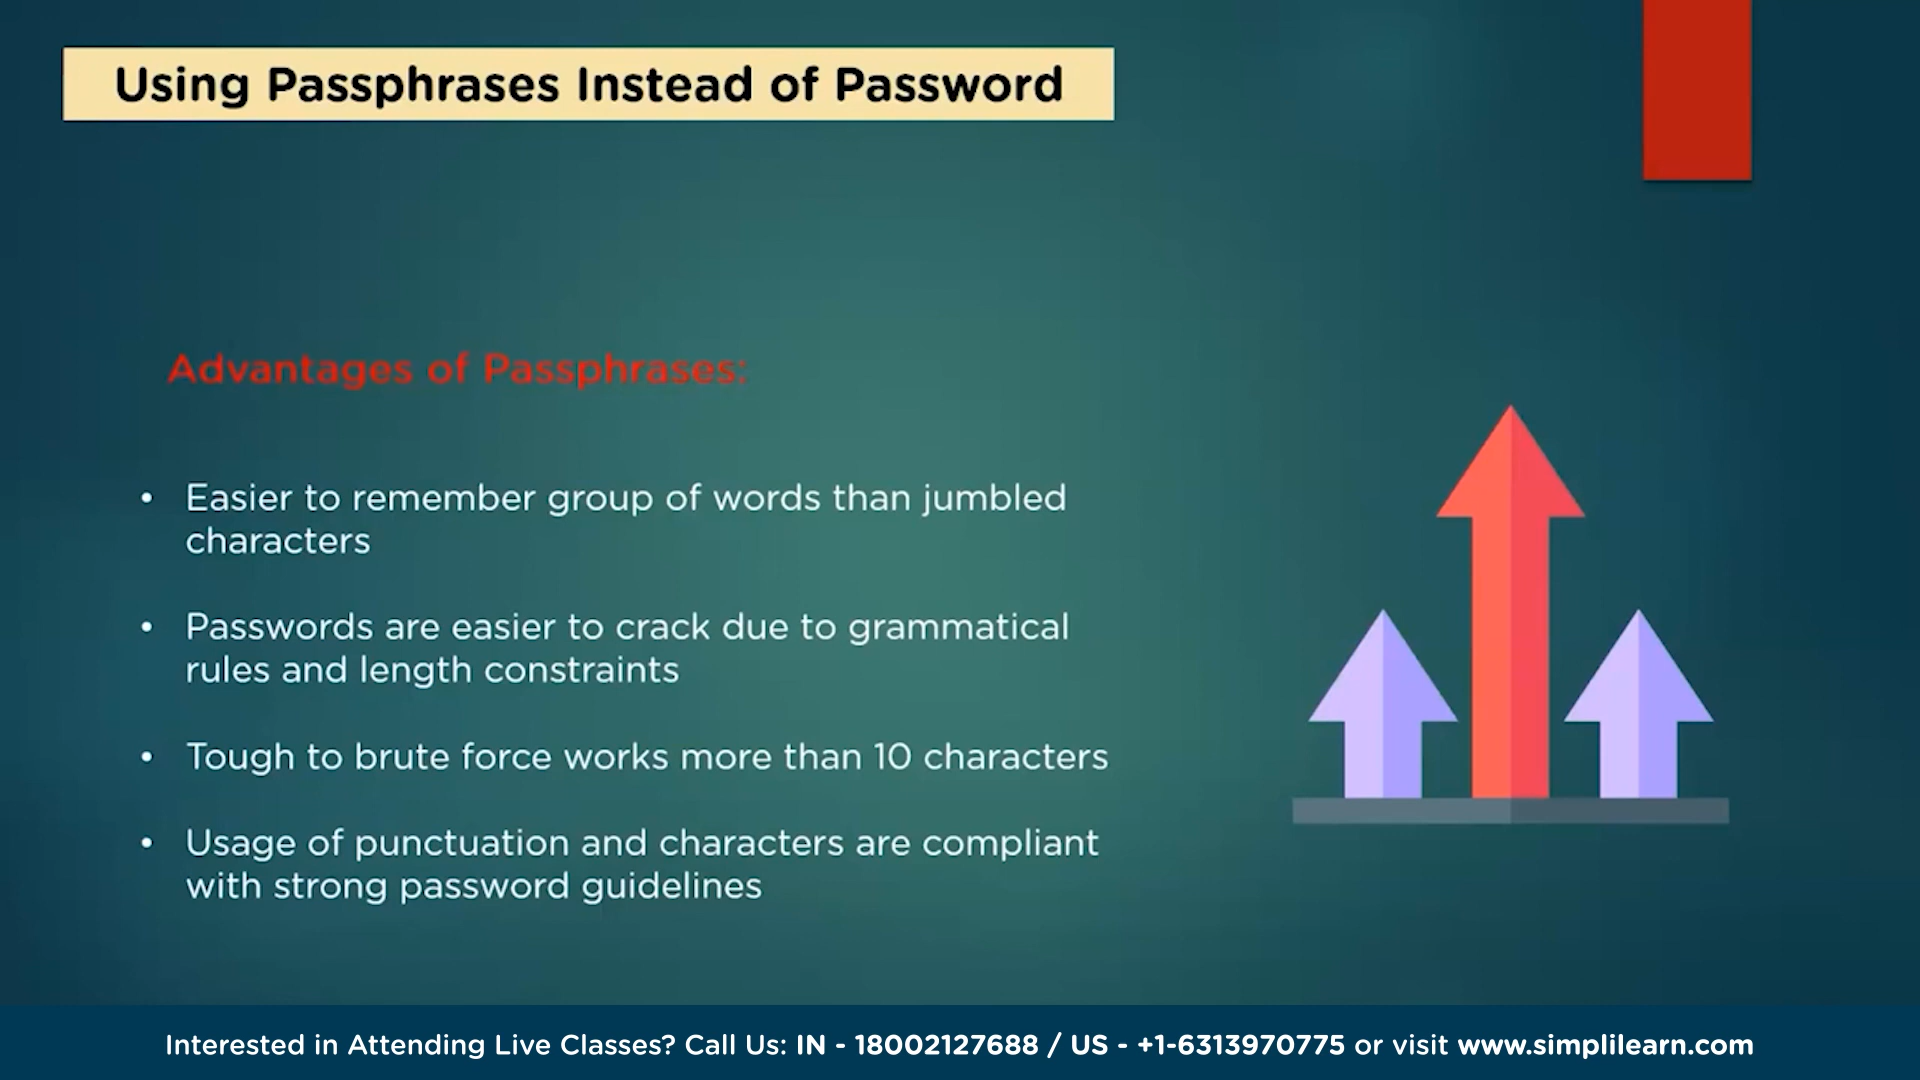 Using Passphrases Instead of Password
Advantages of Passphrases:
• Easier to remember group of words than jumbled
characters
• Passwords are easier to crack due to grammatical
rules and length constraints
• Tough to brute force works more than 10 characters
• Usage of punctuation and characters are compliant
with strong password guidelines
Interested in Attending Live Classes? Call Us: IN - 18002127688 / US - +1-6313970775 or visit www.simplilearn.com